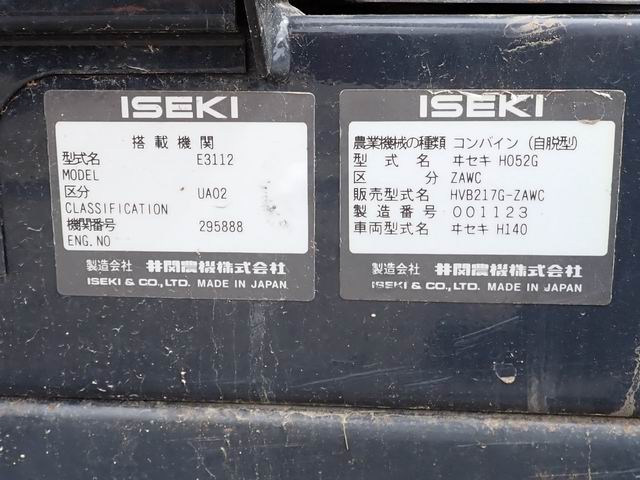 ISEKI
搭載機関
型式名 E3112
MODEL
区分 UA02
CLASSIFICATION
機関番号 295888
ENG.NO
製造会社 井関農機株式会社
ISEKI & CO., LTD. MADE IN JAPAN
ISEKI
農業機械の種類 コンバイン (自脱型)
型式名 ヰセキ HO52G
区分 ZAWC
販売型式名 HVB217G-ZAWC
製造番号 001123
車両型式名 ヰセキ H140
製造会社 井関農機株式会社
ISEKI & CO., LTD. MADE IN JAPAN